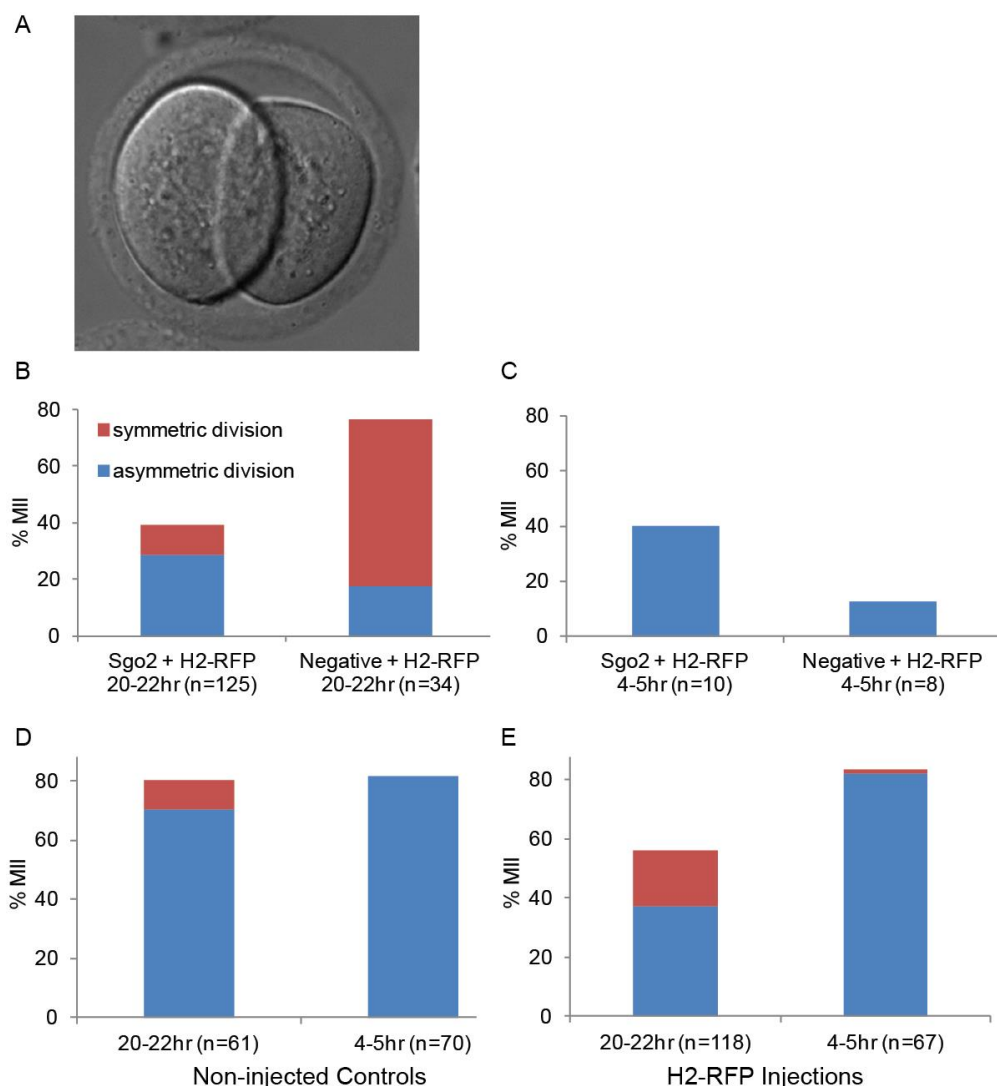 A
B
C
80
60
40
20
0
% MII
symmetric division
asymmetric division
Sgo2 + H2-RFP
20-22hr (n=125)
Negative + H2-RFP
20-22hr (n=34)
80
60
40
20
0
% MII
Sgo2 + H2-RFP
4-5hr (n=10)
Negative + H2-RFP
4-5hr (n=8)
D
E
80
60
40
20
0
% MII
20-22hr (n=61)
4-5hr (n=70)
Non-injected Controls
80
60
40
20
0
% MII
20-22hr (n=118)
4-5hr (n=67)
H2-RFP Injections